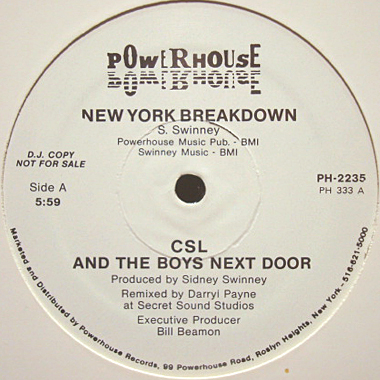 POWERHOUSE
NEW YORK BREAKDOWN
S. Swinney
Powerhouse Music Pub. - BMI
Swinney Music - BMI
D.J. COPY
NOT FOR SALE
Side A
5:59
PH-2235
PH 333 A
CSL
AND THE BOYS NEXT DOOR
Produced by Sidney Swinney
Remixed by Darryl Payne
at Secret Sound Studios
Executive Producer
Bill Beamon
Marketed and Distributed by Powerhouse Records, 99 Powerhouse Road, Roslyn Heights, New York - 516-621-5000